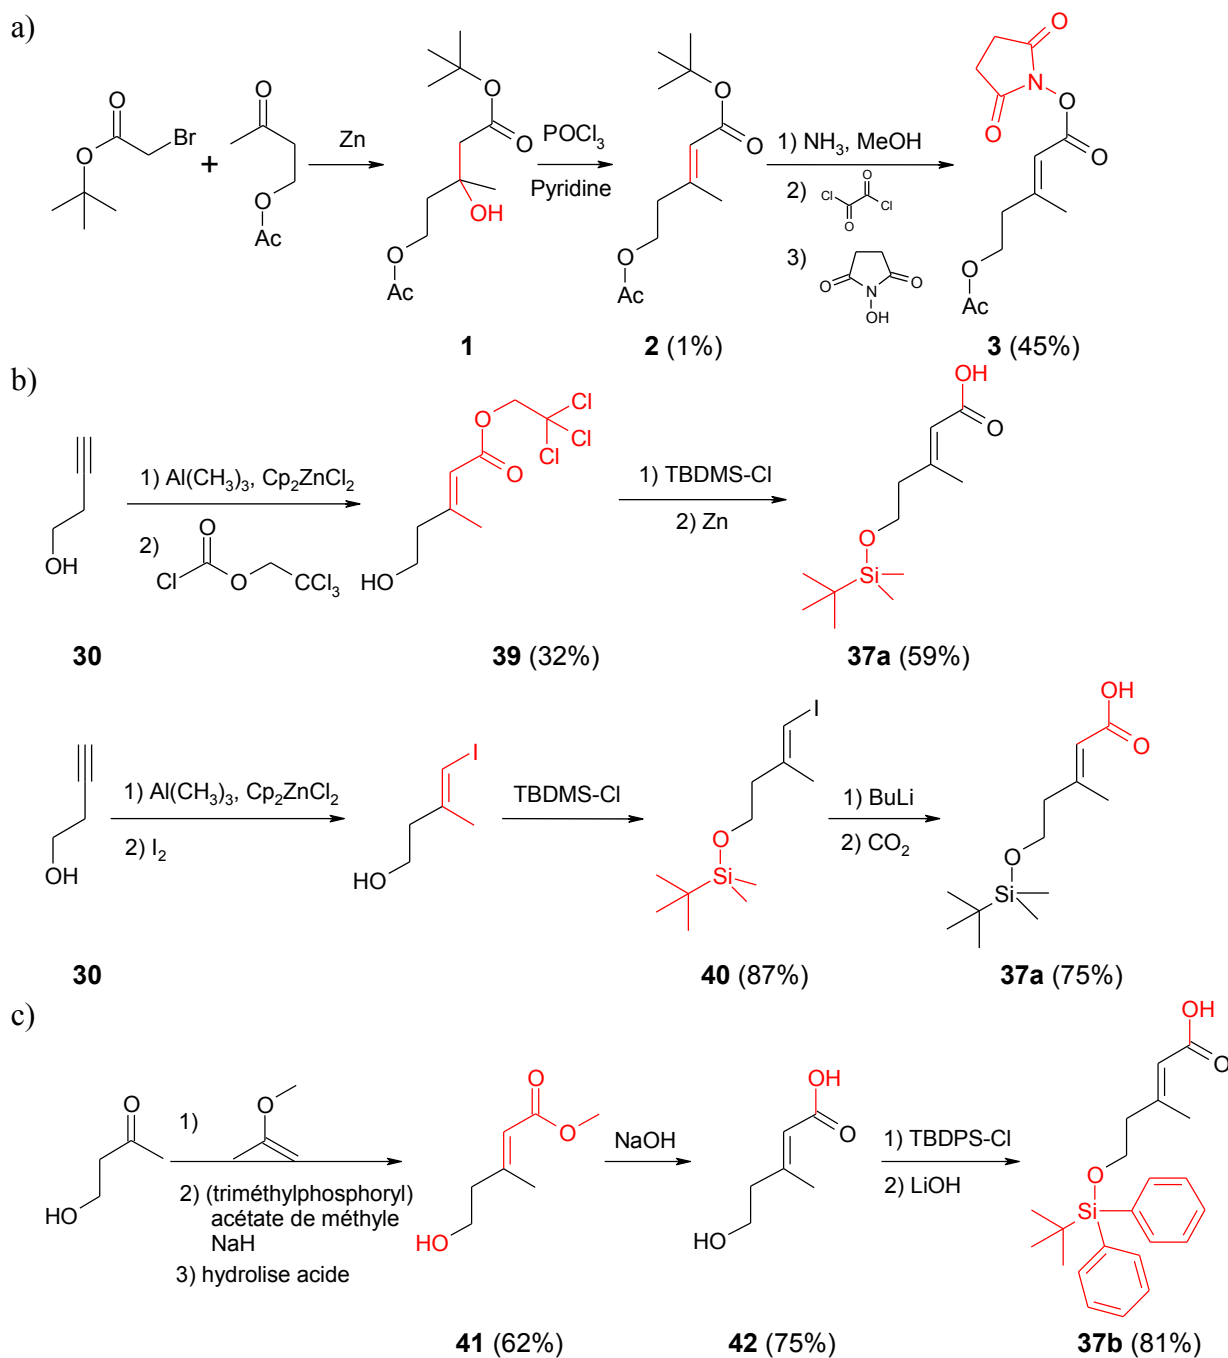 a)
O
Br
O
+
O
O
Ac
Zn
O
O
OH
O
Ac
POCl3
Pyridine
O
O
O
Ac
1) NH3, MeOH
2)
Cl
O
O
Cl
3)
O
N
O
OH
O
N
O
O
O
O
Ac
1
2 (1%)
3 (45%)
b)
OH
1) Al(CH3)3, Cp2ZnCl2
2)
O
Cl
O
CCl3
O
Cl
Cl
Cl
O
HO
1) TBDMS-Cl
2) Zn
OH
O
O
Si
30
39 (32%)
37a (59%)
OH
1) Al(CH3)3, Cp2ZnCl2
2) I2
I
HO
TBDMS-Cl
I
O
Si
1) BuLi
2) CO2
OH
O
O
Si
30
40 (87%)
37a (75%)
c)
O
HO
1)
O
2) (triméthylphosphoryl)
acétate de méthyle
NaH
3) hydrolise acide
O
O
HO
NaOH
OH
O
HO
1) TBDPS-Cl
2) LiOH
OH
O
O
Si
41 (62%)
42 (75%)
37b (81%)